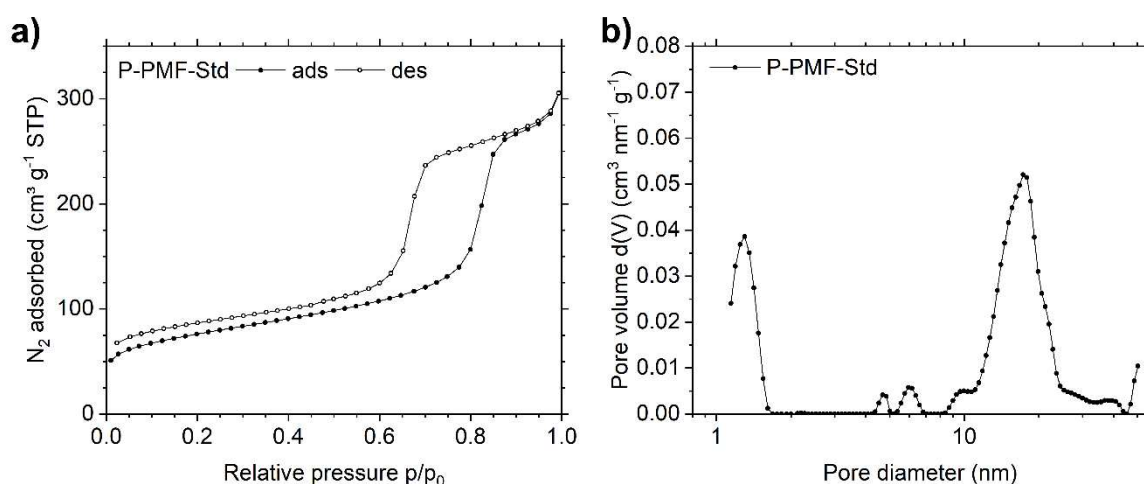 a)
P-PMF-Std ads des
N₂ adsorbed (cm³ g⁻¹ STP)
300
200
100
0
0.0 0.2 0.4 0.6 0.8 1.0
Relative pressure p/p₀
b)
P-PMF-Std
Pore volume d(V) (cm³ nm⁻¹ g⁻¹)
0.08
0.07
0.06
0.05
0.04
0.03
0.02
0.01
0.00
1 10
Pore diameter (nm)